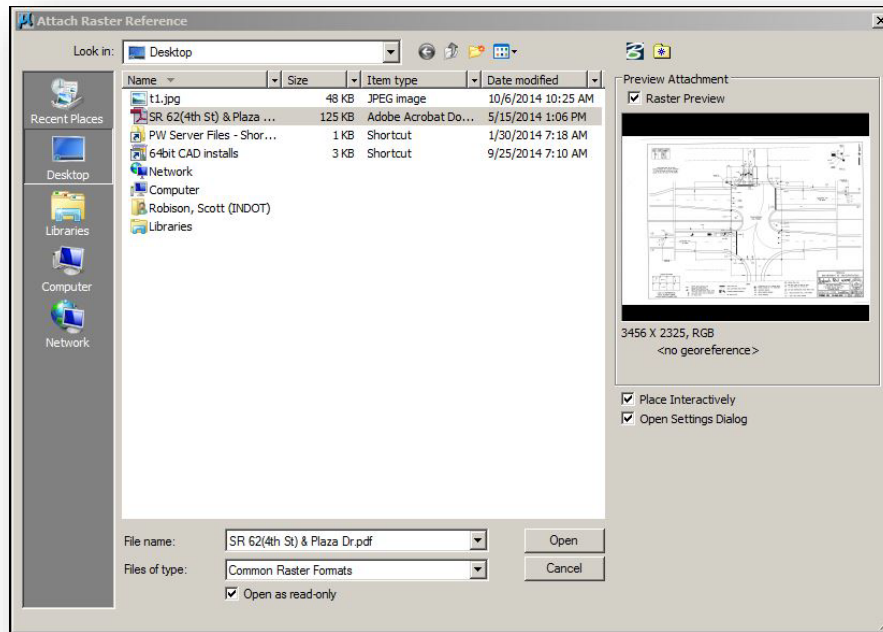 Attach Raster Reference
Look in: Desktop
Recent Places
Desktop
Libraries
Computer
Network
Name Size Item type Date modified
t1.jpg 48 KB JPEG image 10/6/2014 10:25 AM
SR 62(4th St) & Plaza ... 125 KB Adobe Acrobat Do... 5/15/2014 1:06 PM
PW Server Files - Shor... 1 KB Shortcut 1/30/2014 7:18 AM
64bit CAD installs 3 KB Shortcut 9/25/2014 7:10 AM
Network
Computer
Robison, Scott (INDOT)
Libraries
File name: SR 62(4th St) & Plaza Dr.pdf Open
Files of type: Common Raster Formats Cancel
Open as read-only
Preview Attachment
Raster Preview
3456 X 2325, RGB
<no georeference>
Place Interactively
Open Settings Dialog